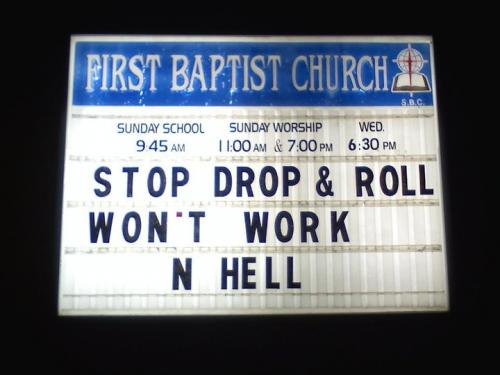 FIRST BAPTIST CHURCH
S.B.C.
SUNDAY SCHOOL SUNDAY WORSHIP WED.
9:45 AM 11:00 AM & 7:00 PM 6:30 PM
STOP DROP & ROLL
WON'T WORK
N HELL